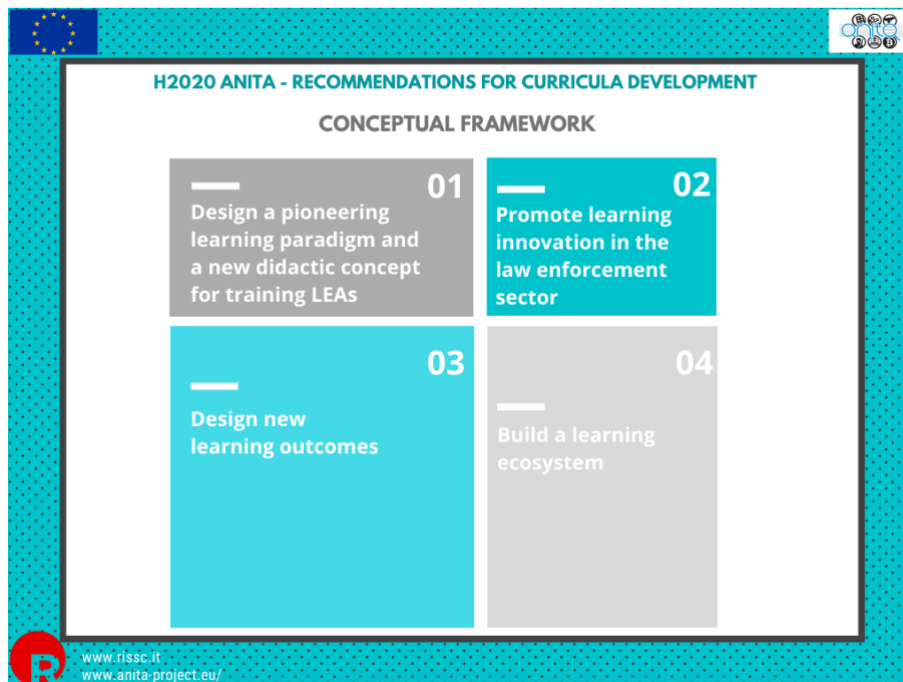 anita
H2020 ANITA - RECOMMENDATIONS FOR CURRICULA DEVELOPMENT
CONCEPTUAL FRAMEWORK
01
Design a pioneering
learning paradigm and
a new didactic concept
for training LEAs
02
Promote learning
innovation in the
law enforcement
sector
03
Design new
learning outcomes
04
Build a learning
ecosystem
R
www.rissc.it
www.anita-project.eu/